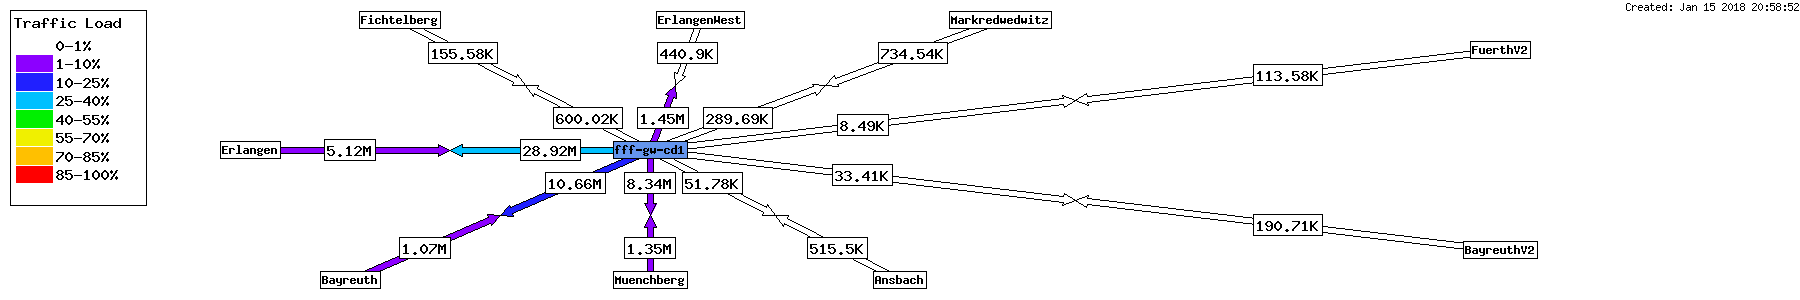 Created: Jan 15 2018 20:58:52
Traffic Load
0-1%
1-10%
10-25%
25-40%
40-55%
55-70%
70-85%
85-100%
Fichtelberg
ErlangenWest
Markredwedwitz
FuerthV2
155.58K
440.9K
734.54K
113.58K
600.02K
1.45M
289.69K
8.49K
Erlangen
5.12M
28.92M
fff-gw-cd1
10.66M
8.34M
51.78K
33.41K
190.71K
1.07M
1.35M
515.5K
BayreuthV2
Bayreuth
Muenchberg
Ansbach